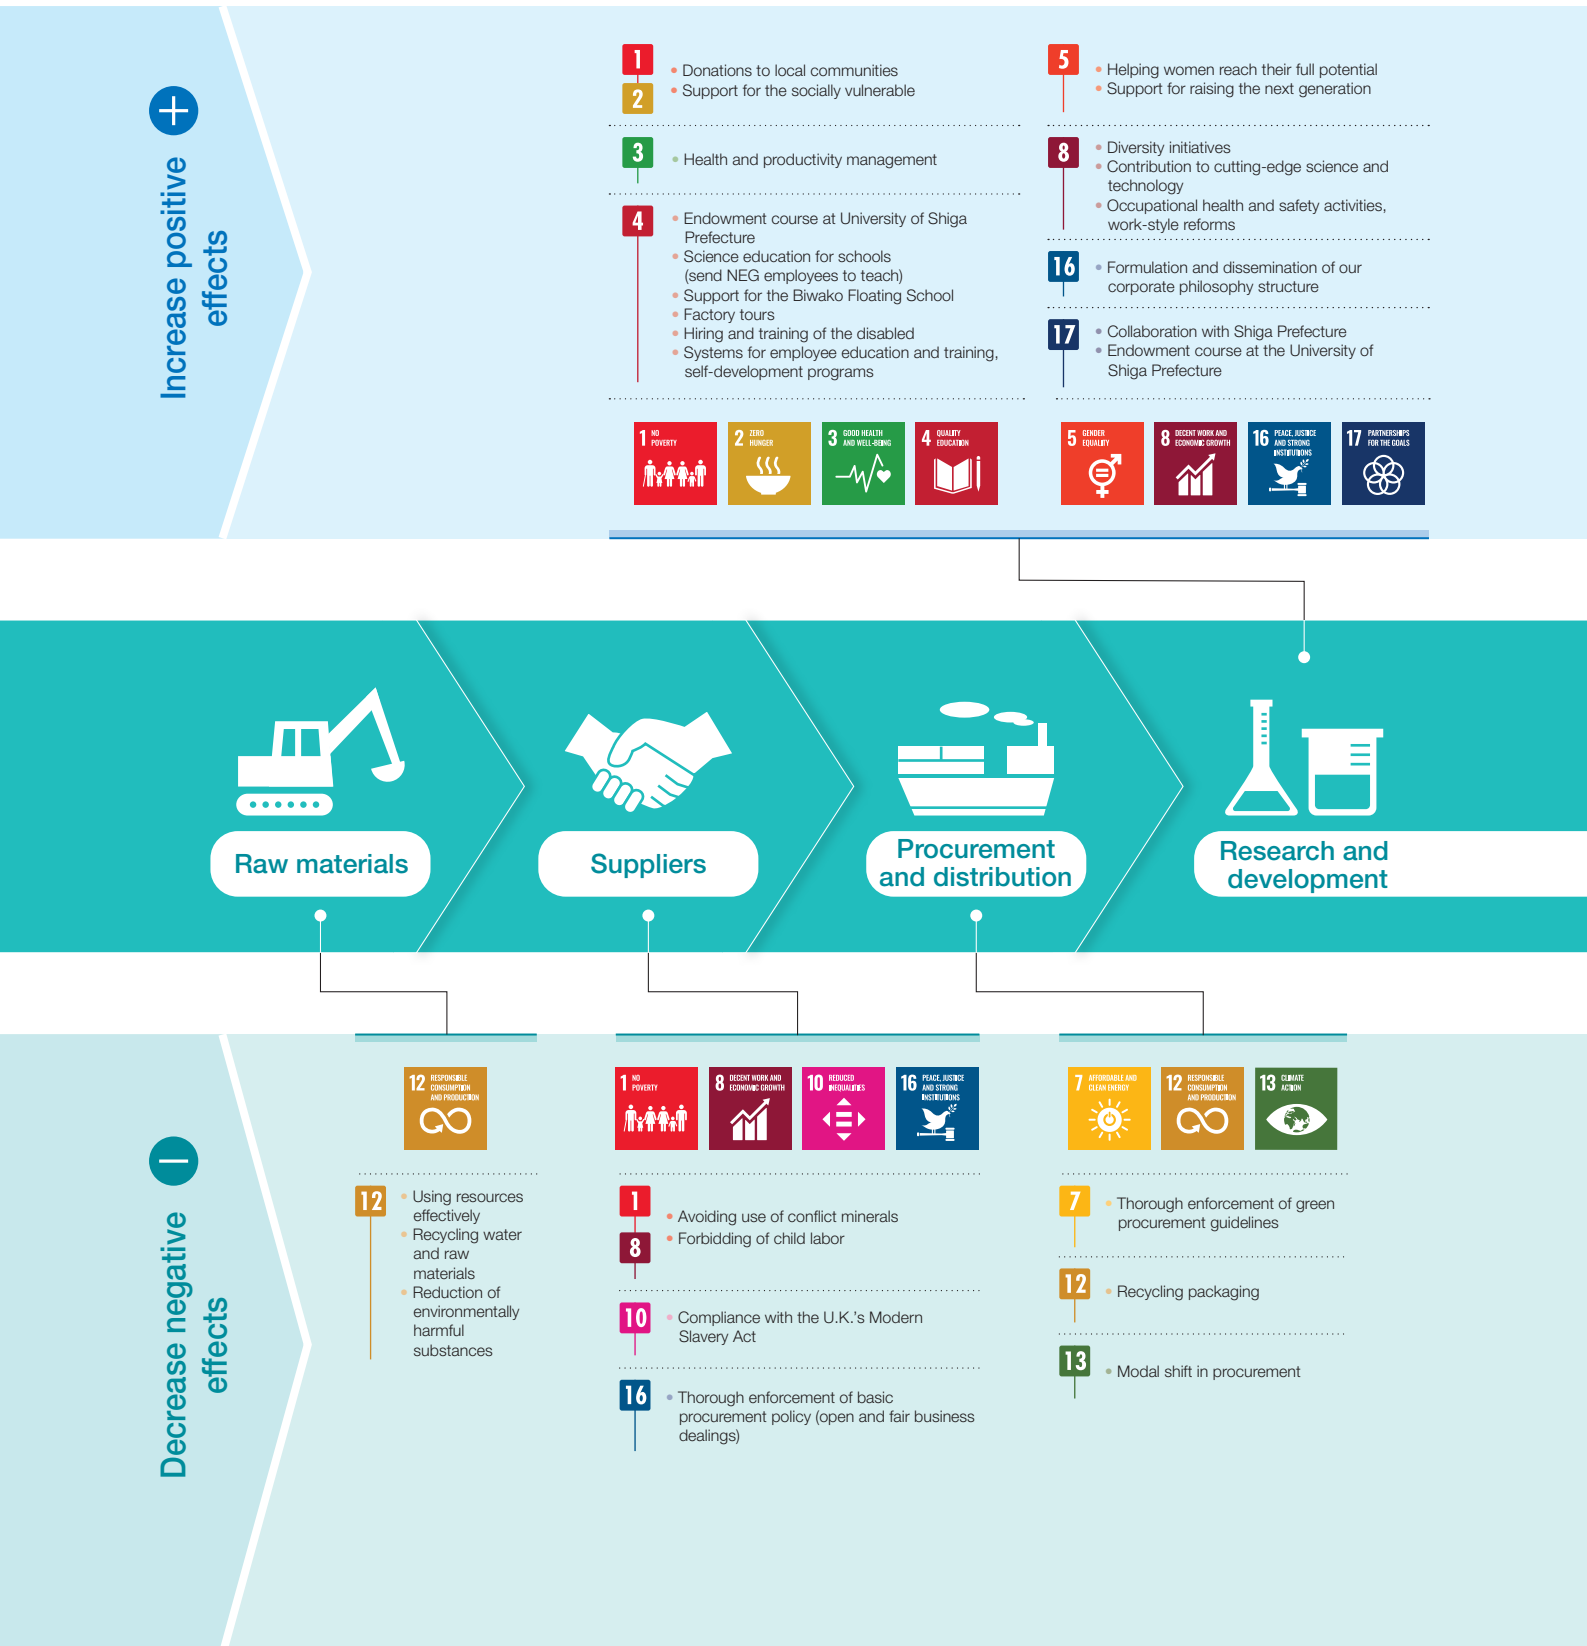 Increase positive
effects
1
2
• Donations to local communities
• Support for the socially vulnerable
3
• Health and productivity management
4
• Endowment course at University of Shiga
Prefecture
• Science education for schools
(send NEG employees to teach)
• Support for the Biwako Floating School
• Factory tours
• Hiring and training of the disabled
• Systems for employee education and training,
self-development programs
5
• Helping women reach their full potential
• Support for raising the next generation
8
• Diversity initiatives
• Contribution to cutting-edge science and
technology
• Occupational health and safety activities,
work-style reforms
16
• Formulation and dissemination of our
corporate philosophy structure
17
• Collaboration with Shiga Prefecture
• Endowment course at the University of
Shiga Prefecture
1 NO
POVERTY
2 ZERO
HUNGER
3 GOOD HEALTH
AND WELL-BEING
4 QUALITY
EDUCATION
5 GENDER
EQUALITY
8 DECENT WORK AND
ECONOMIC GROWTH
16 PEACE, JUSTICE
AND STRONG
INSTITUTIONS
17 PARTNERSHIPS
FOR THE GOALS
Raw materials
Suppliers
Procurement
and distribution
Research and
development
Decrease negative
effects
12 RESPONSIBLE
CONSUMPTION
AND PRODUCTION
12
• Using resources
effectively
• Recycling water
and raw
materials
• Reduction of
environmentally
harmful
substances
1 NO
POVERTY
8 DECENT WORK AND
ECONOMIC GROWTH
10 REDUCED
INEQUALITIES
16 PEACE, JUSTICE
AND STRONG
INSTITUTIONS
1
8
• Avoiding use of conflict minerals
• Forbidding of child labor
10
• Compliance with the U.K.'s Modern
Slavery Act
16
• Thorough enforcement of basic
procurement policy (open and fair business
dealings)
7 AFFORDABLE AND
CLEAN ENERGY
12 RESPONSIBLE
CONSUMPTION
AND PRODUCTION
13 CLIMATE
ACTION
7
• Thorough enforcement of green
procurement guidelines
12
• Recycling packaging
13
• Modal shift in procurement